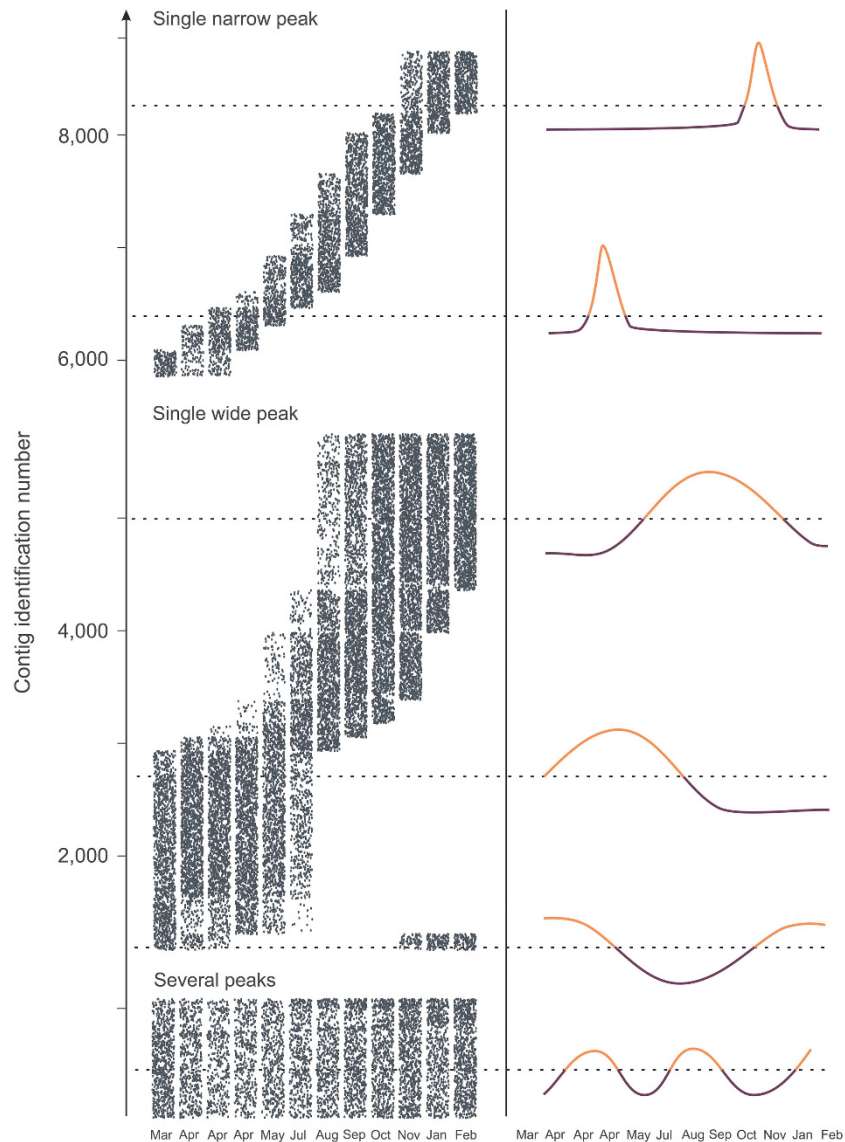 Single narrow peak
8,000
6,000
Single wide peak
Contig identification number
4,000
2,000
Several peaks
Mar Apr Apr Apr May Jul Aug Sep Oct Nov Jan Feb
Mar Apr Apr Apr May Jul Aug Sep Oct Nov Jan Feb